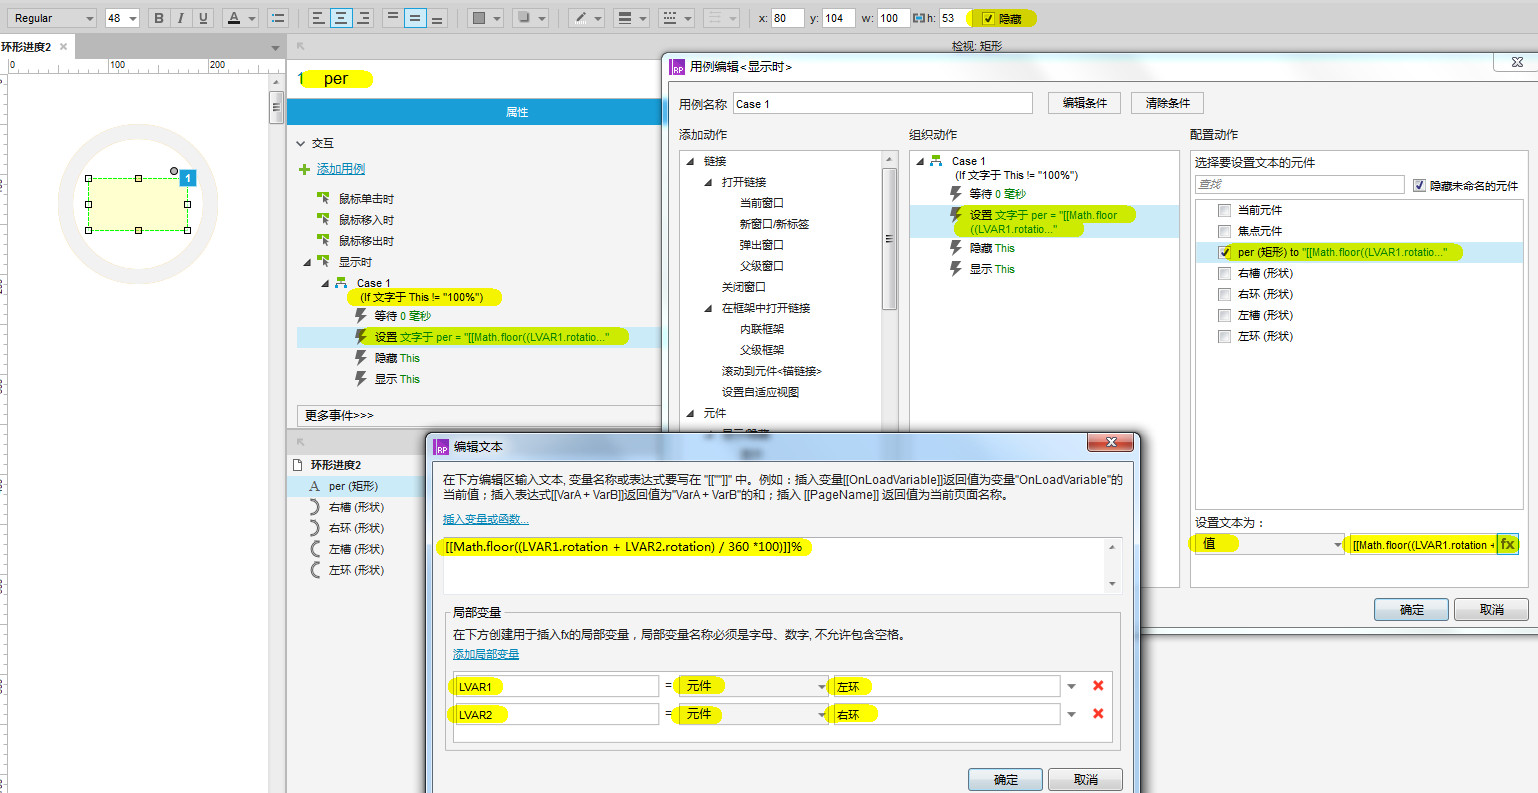 Regular
48
B I U A
x: 80 y: 104 w: 100 h: 53 隐藏
环形进度2
0 100 200
检视: 矩形
1 per
属性
交互
添加用例
鼠标单击时
鼠标移入时
鼠标移出时
显示时
Case 1
(If 文字于 This != "100%")
等待 0 毫秒
设置 文字于 per = "[[Math.floor((LVAR1.rotatio..."
隐藏 This
显示 This
更多事件>>>
环形进度2
per (矩形)
右槽 (形状)
右环 (形状)
左槽 (形状)
左环 (形状)
1
用例编辑<显示时>
用例名称 Case 1 编辑条件 清除条件
添加动作
链接
打开链接
当前窗口
新窗口/新标签
弹出窗口
父级窗口
关闭窗口
在框架中打开链接
内联框架
父级框架
滚动到元件<锚链接>
设置自适应视图
元件
组织动作
Case 1
(If 文字于 This != "100%")
等待 0 毫秒
设置 文字于 per = "[[Math.floor
((LVAR1.rotatio..."
隐藏 This
显示 This
配置动作
选择要设置文本的元件
查找 隐藏未命名的元件
当前元件
焦点元件
per (矩形) to "[[Math.floor((LVAR1.rotatio..."
右槽 (形状)
右环 (形状)
左槽 (形状)
左环 (形状)
设置文本为：
值 [[Math.floor((LVAR1.rotation + fx
确定 取消
编辑文本
在下方编辑区输入文本, 变量名称或表达式要写在 "[[""]]" 中。例如：插入变量[[OnLoadVariable]]返回值为变量"OnLoadVariable"的
当前值；插入表达式[[VarA + VarB]]返回值为"VarA + VarB"的和；插入 [[PageName]] 返回值为当前页面名称。
插入变量或函数...
[[Math.floor((LVAR1.rotation + LVAR2.rotation) / 360 *100)]]%
局部变量
在下方创建用于插入fx的局部变量，局部变量名称必须是字母、数字, 不允许包含空格。
添加局部变量
LVAR1 = 元件 左环
LVAR2 = 元件 右环
确定 取消